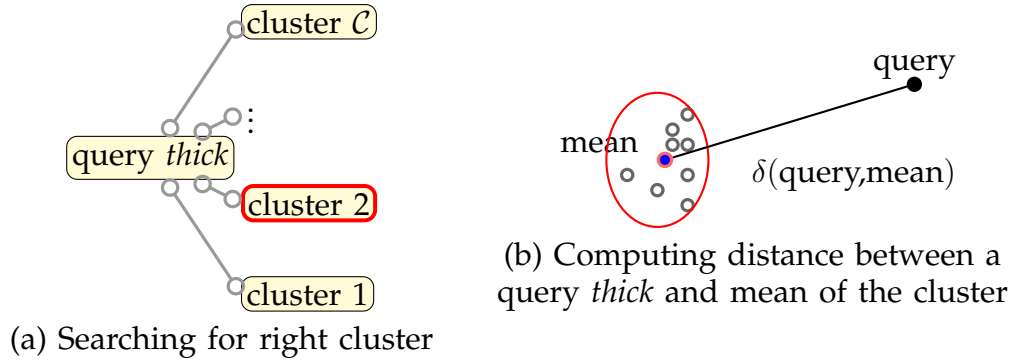 cluster C
⋮
query thick
cluster 2
cluster 1
(a) Searching for right cluster
query
mean
δ(query,mean)
(b) Computing distance between a
query thick and mean of the cluster